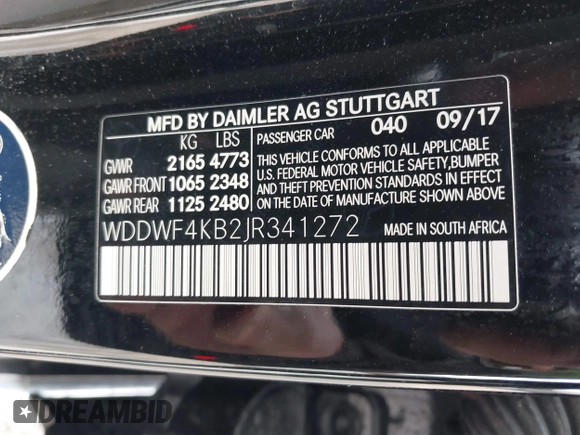 MFD BY DAIMLER AG STUTTGART
KG LBS
GVWR 2165 4773
GAWR FRONT 1065 2348
GAWR REAR 1125 2480
PASSENGER CAR 040 09/17
THIS VEHICLE CONFORMS TO ALL APPLICABLE
U.S. FEDERAL MOTOR VEHICLE SAFETY, BUMPER
AND THEFT PREVENTION STANDARDS IN EFFECT
ON THE DATE OF MANUFACTURE SHOWN ABOVE
WDDWF4KB2JR341272 MADE IN SOUTH AFRICA
DREAMBID